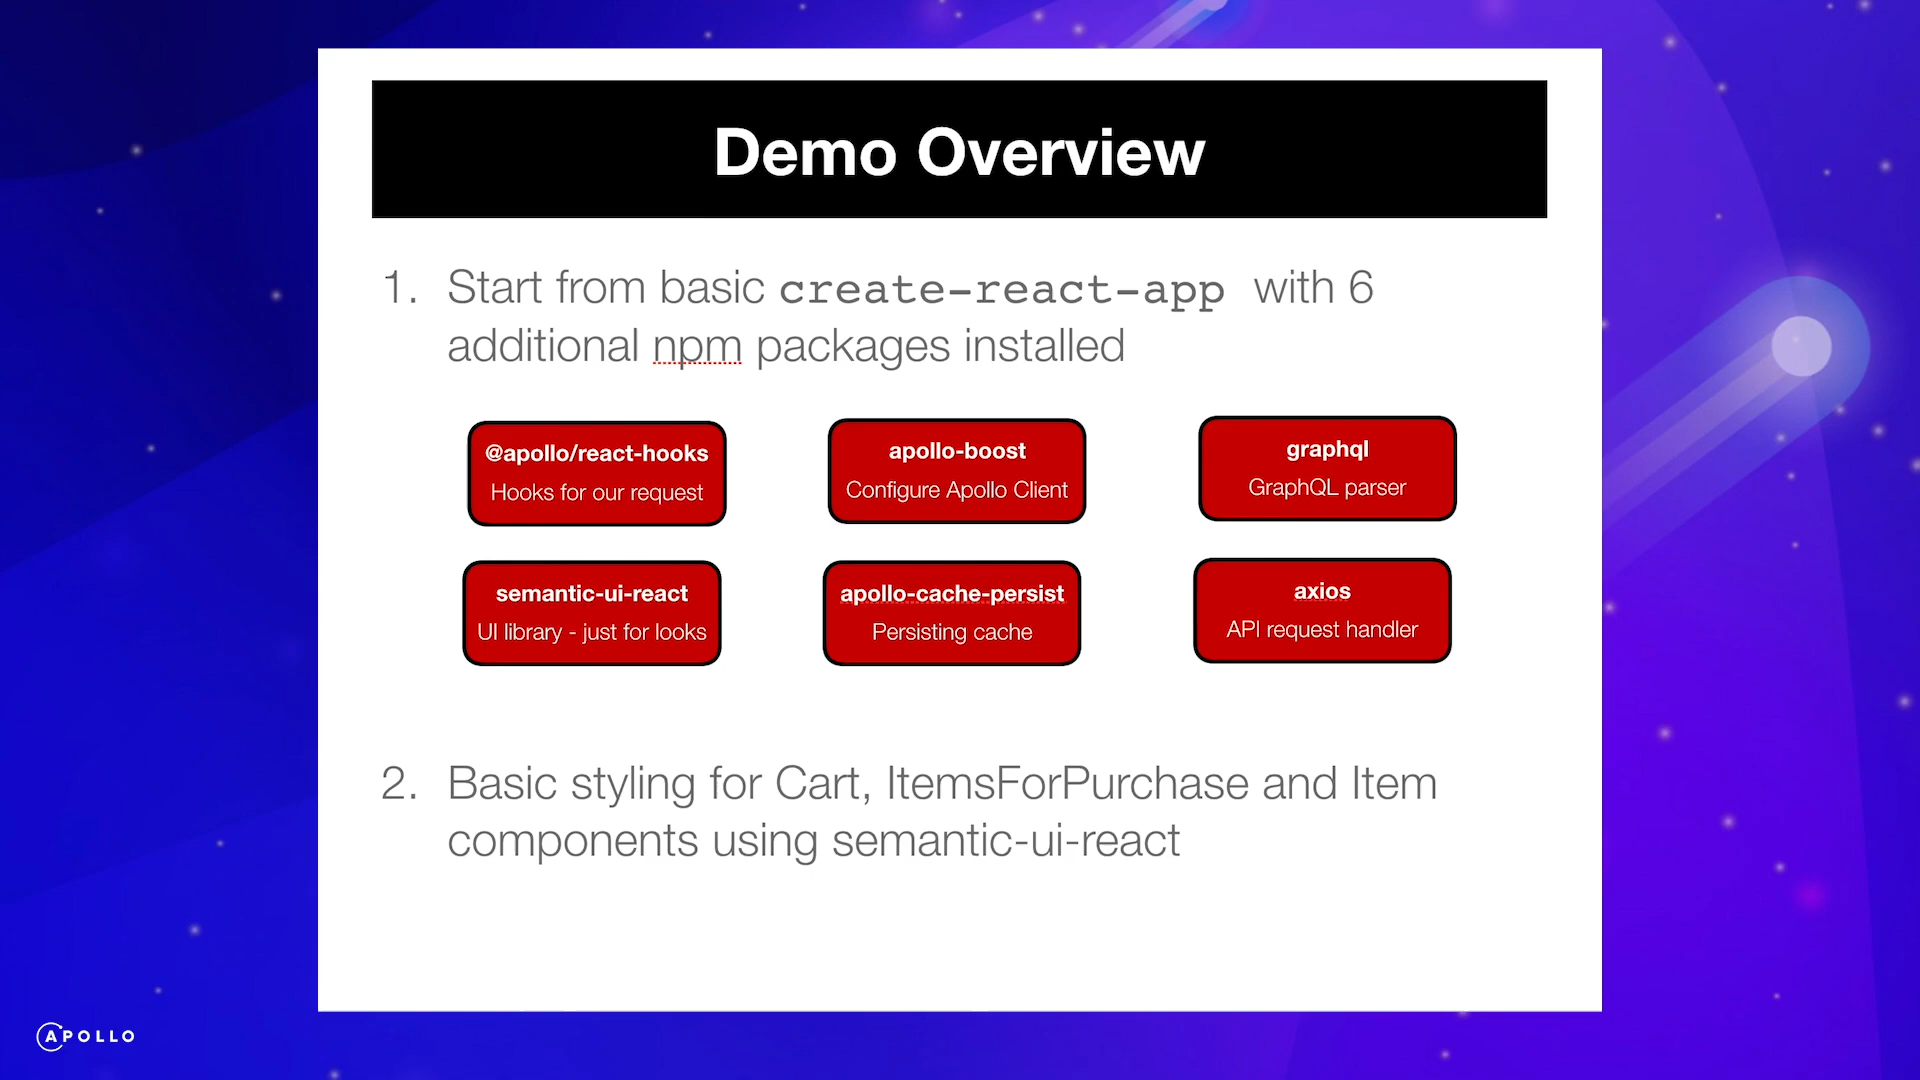 Demo Overview
1. Start from basic create-react-app with 6
additional npm packages installed
@apollo/react-hooks
Hooks for our request
apollo-boost
Configure Apollo Client
graphql
GraphQL parser
semantic-ui-react
UI library - just for looks
apollo-cache-persist
Persisting cache
axios
API request handler
2. Basic styling for Cart, ItemsForPurchase and Item
components using semantic-ui-react
APOLLO